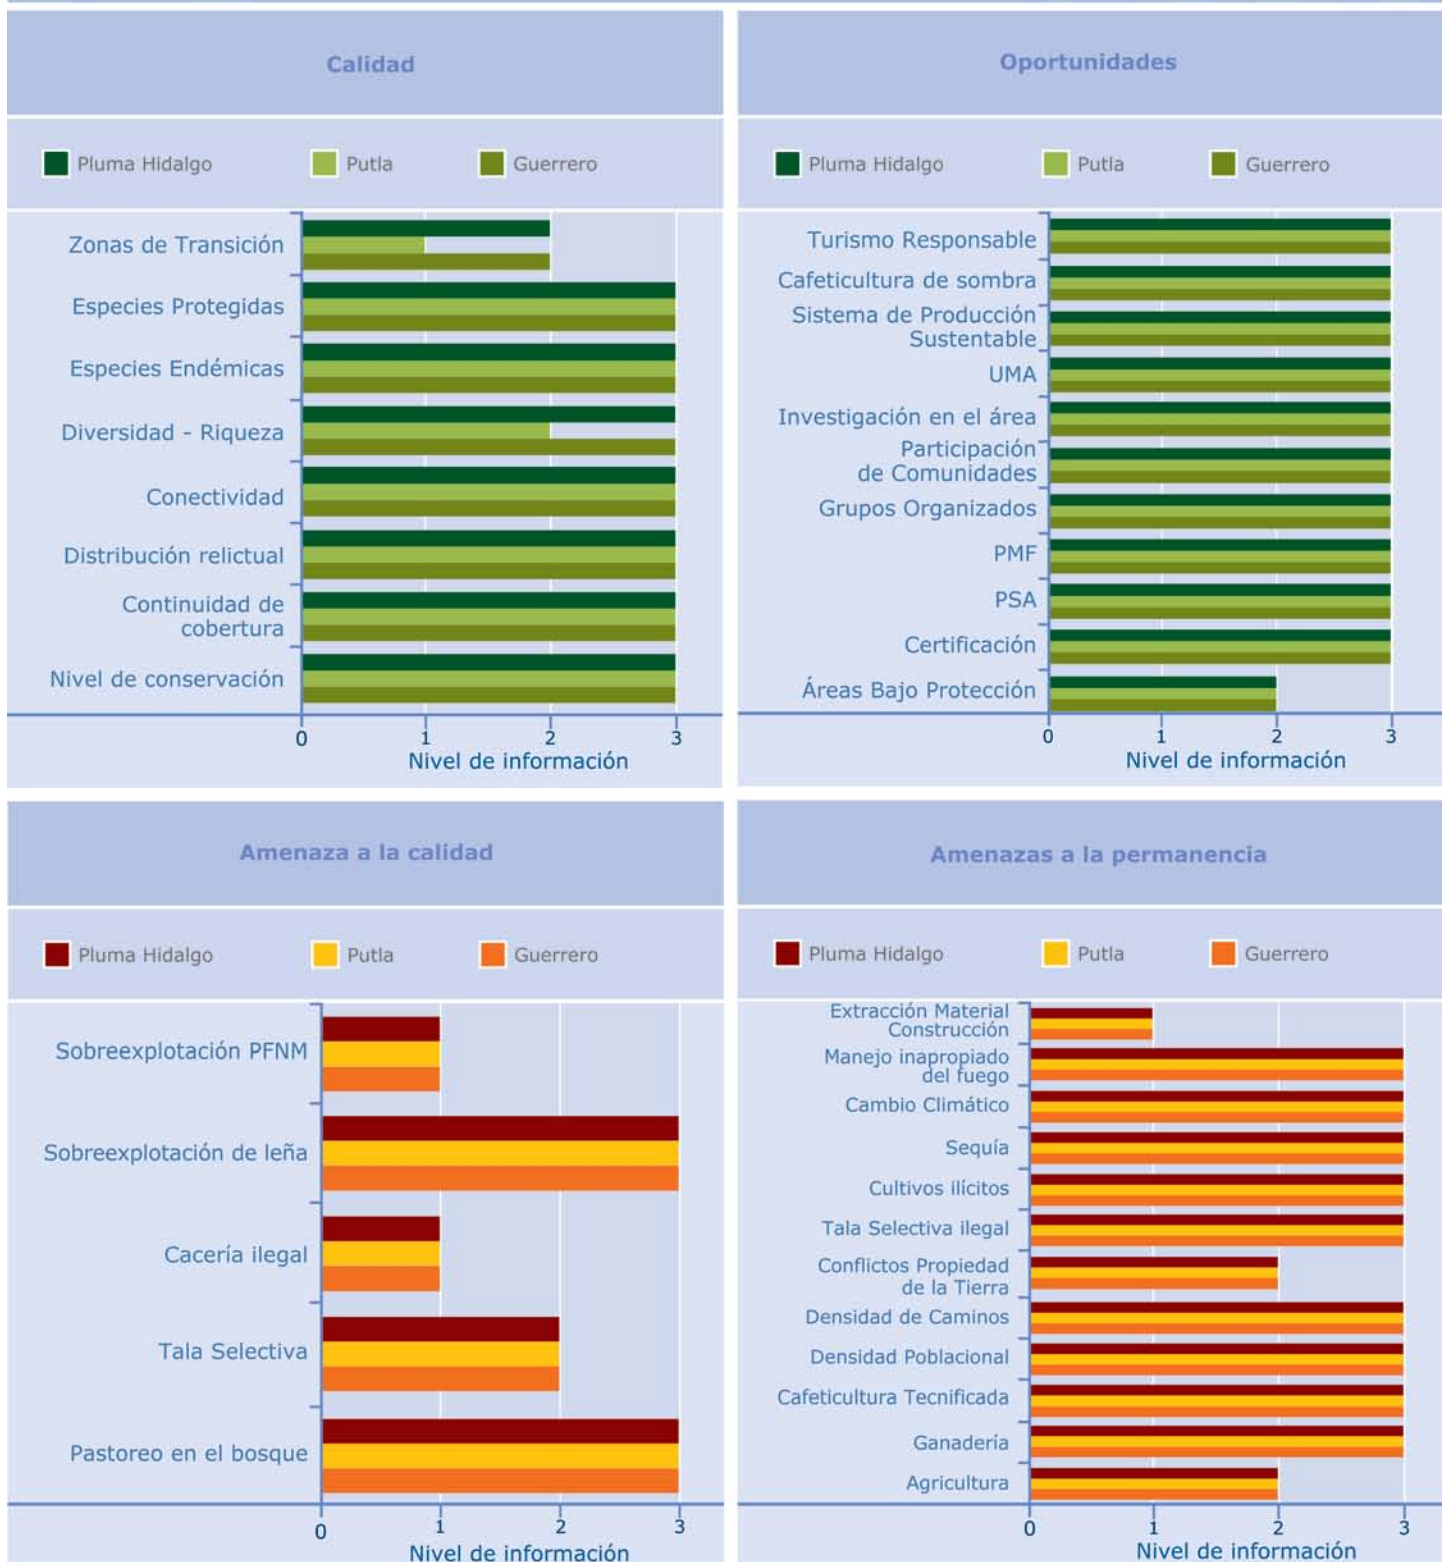 Calidad
Pluma Hidalgo
Putla
Guerrero
Zonas de Transición
Especies Protegidas
Especies Endémicas
Diversidad - Riqueza
Conectividad
Distribución relictual
Continuidad de
cobertura
Nivel de conservación
0 1 2 3
Nivel de información
Oportunidades
Pluma Hidalgo
Putla
Guerrero
Turismo Responsable
Cafeticultura de sombra
Sistema de Producción
Sustentable
UMA
Investigación en el área
Participación
de Comunidades
Grupos Organizados
PMF
PSA
Certificación
Áreas Bajo Protección
0 1 2 3
Nivel de información
Amenaza a la calidad
Pluma Hidalgo
Putla
Guerrero
Sobreexplotación PFNM
Sobreexplotación de leña
Cacería ilegal
Tala Selectiva
Pastoreo en el bosque
0 1 2 3
Nivel de información
Amenazas a la permanencia
Pluma Hidalgo
Putla
Guerrero
Extracción Material
Construcción
Manejo inapropiado
del fuego
Cambio Climático
Sequía
Cultivos ilícitos
Tala Selectiva ilegal
Conflictos Propiedad
de la Tierra
Densidad de Caminos
Densidad Poblacional
Cafeticultura Tecnificada
Ganadería
Agricultura
0 1 2 3
Nivel de información